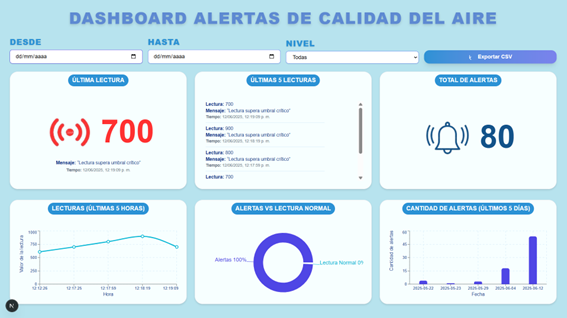 DASHBOARD ALERTAS DE CALIDAD DEL AIRE
DESDE
HASTA
NIVEL
dd/mm/aaaa
dd/mm/aaaa
Todas
Exportar CSV
ÚLTIMA LECTURA
700
Mensaje: "Lectura supera umbral crítico"
Tiempo: 12/06/2025, 12:19:09 p. m.
ÚLTIMAS 5 LECTURAS
Lectura: 700
Mensaje: "Lectura supera umbral crítico"
Tiempo: 12/06/2025, 12:19:09 p. m.
Lectura: 900
Mensaje: "Lectura supera umbral crítico"
Tiempo: 12/06/2025, 12:18:19 p. m.
Lectura: 800
Mensaje: "Lectura supera umbral crítico"
Tiempo: 12/06/2025, 12:17:59 p. m.
Lectura: 700
TOTAL DE ALERTAS
80
LECTURAS (ÚLTIMAS 5 HORAS)
Valor de la lectura
1000
750
500
250
0
12:12:26
12:17:25
12:17:59
12:18:19
12:19:09
Hora
ALERTAS VS LECTURA NORMAL
Alertas 100%
Lectura Normal 0%
CANTIDAD DE ALERTAS (ÚLTIMOS 5 DÍAS)
Cantidad de alertas
60
45
30
15
0
2025-05-22
2025-05-23
2025-05-29
2025-06-04
2025-06-12
Fecha
N